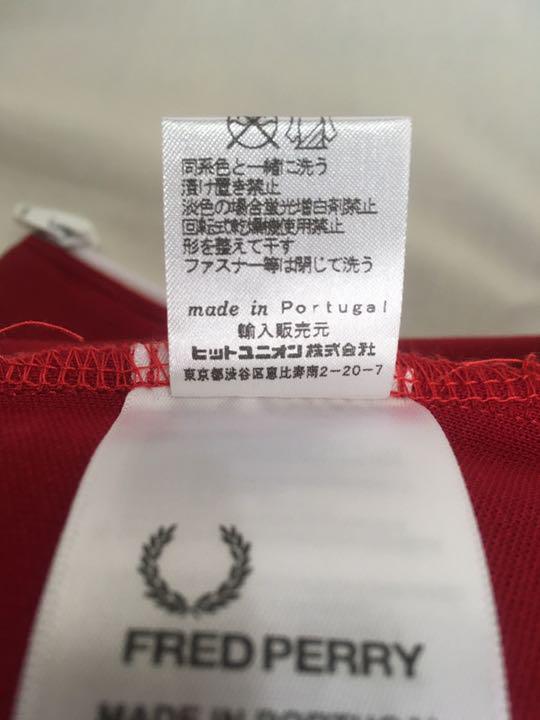 同系色と一緒に洗う
漬け置き禁止
淡色の場合蛍光増白剤禁止
回転式乾燥機使用禁止
形を整えて干す
ファスナー等は閉じて洗う
made in Portugal
輸入販売元
ヒットユニオン株式会社
東京都渋谷区恵比寿南2-20-7
FRED PERRY
MADE IN PORTUGAL